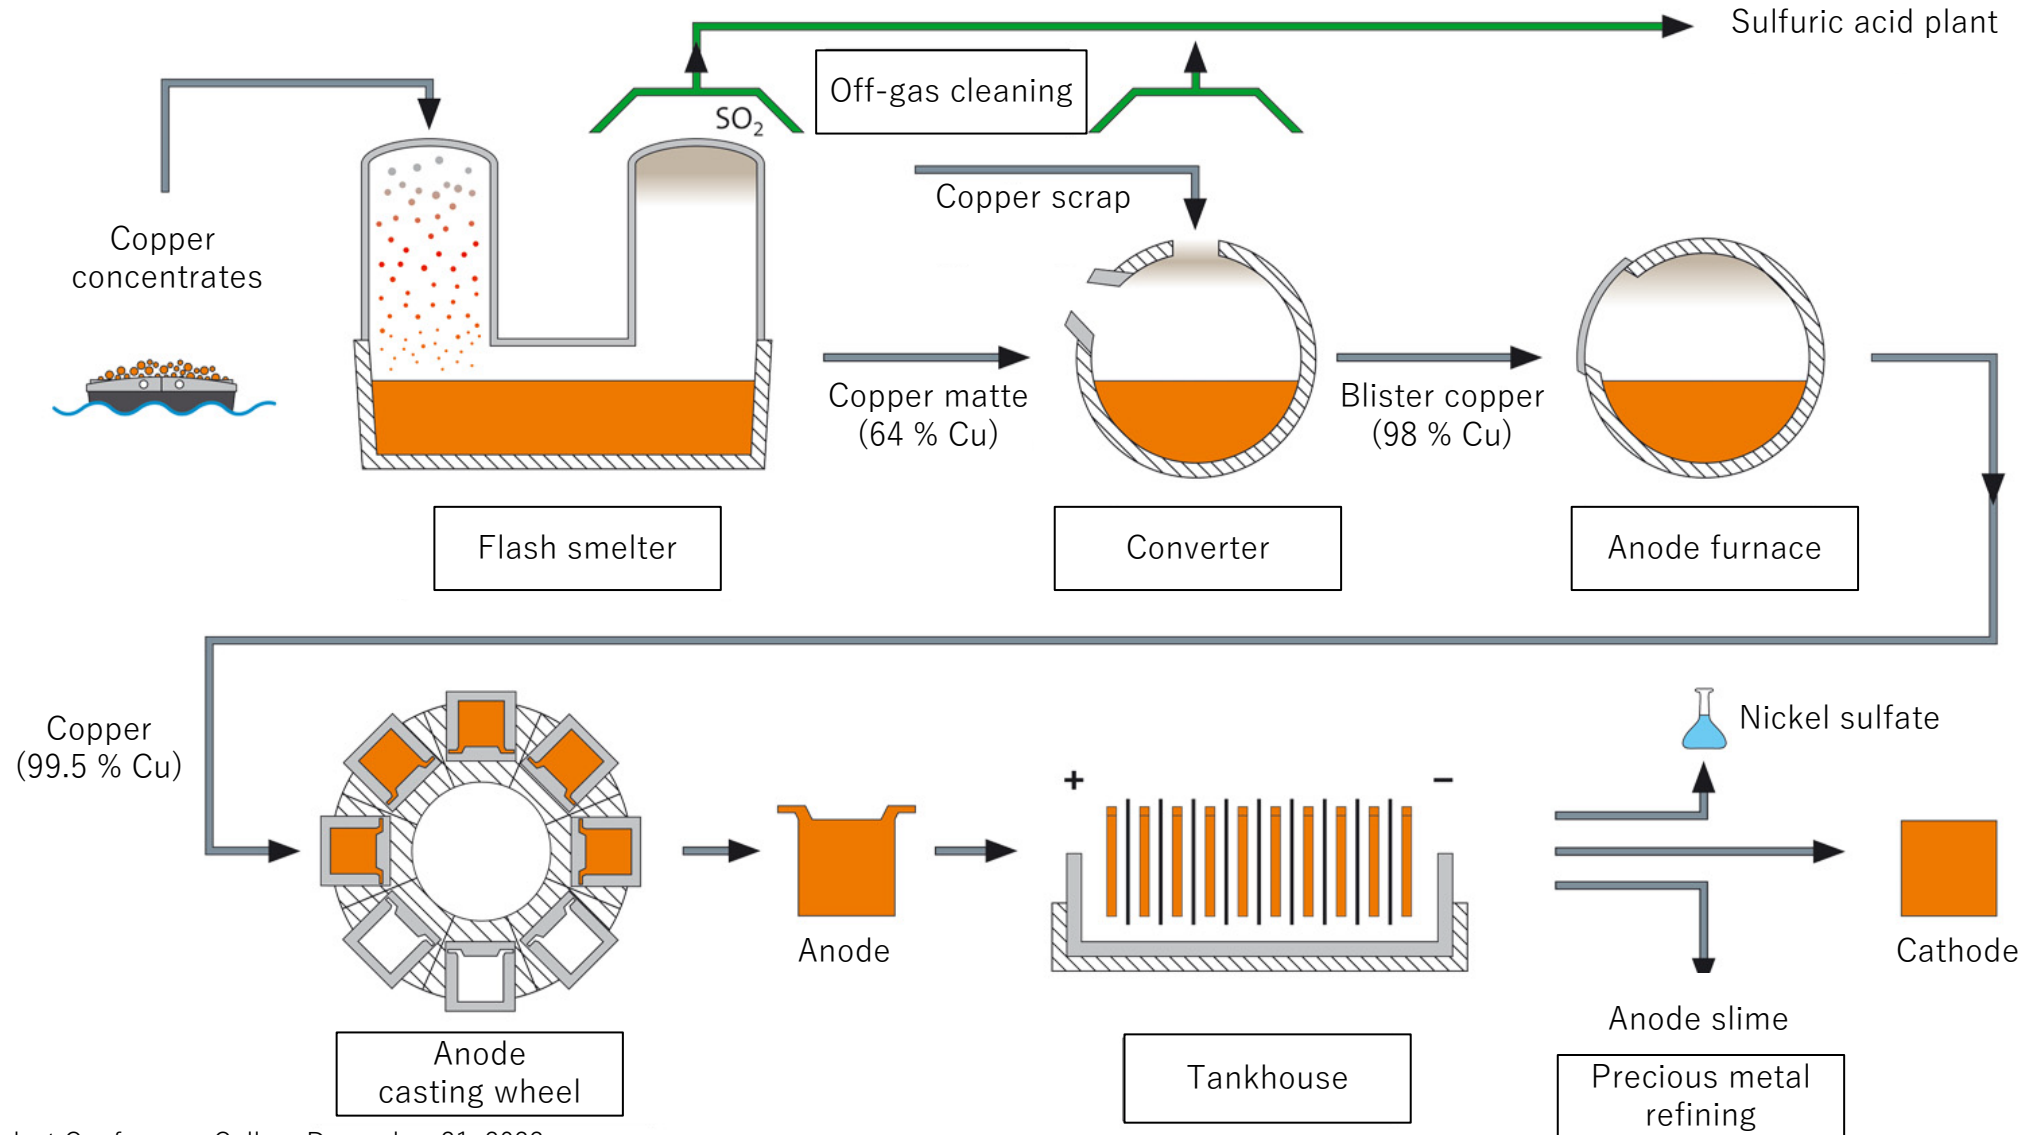 Sulfuric acid plant
Off-gas cleaning
SO₂
Copper scrap
Copper
concentrates
Copper matte
(64 % Cu)
Blister copper
(98 % Cu)
Flash smelter
Converter
Anode furnace
Copper
(99.5 % Cu)
Nickel sulfate
+
−
Anode
Cathode
Anode slime
Anode
casting wheel
Tankhouse
Precious metal
refining